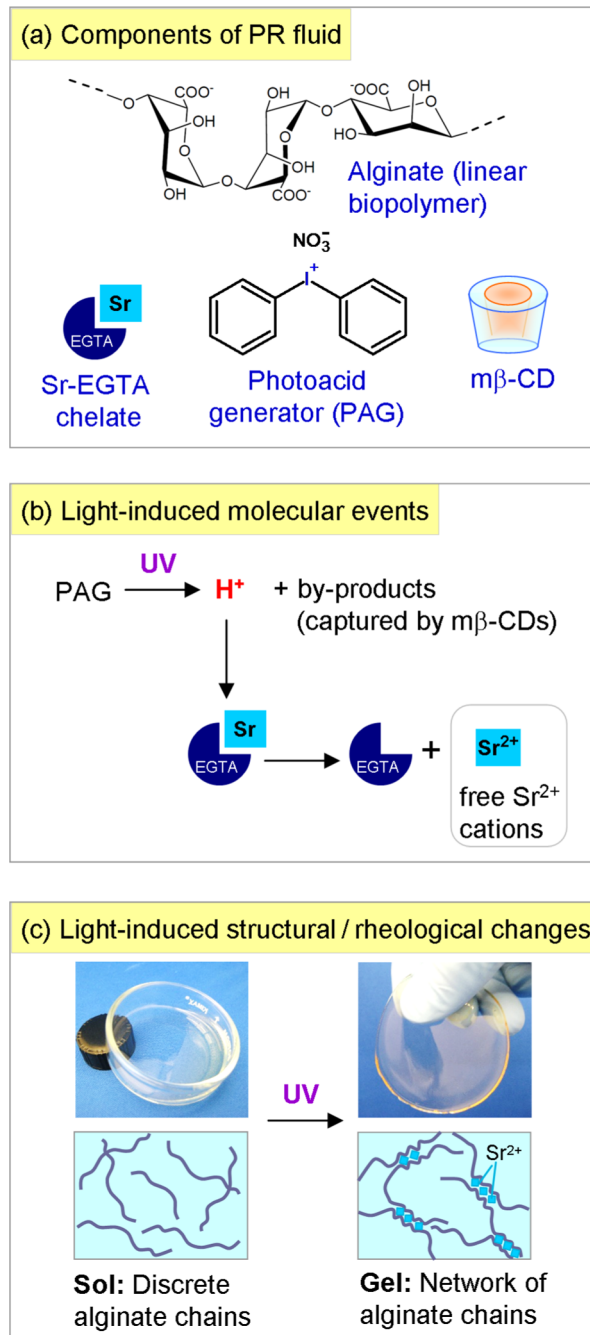 (a) Components of PR fluid
COO⁻
O
OH
OH
O
O
OH
OH
O
COO⁻
O
⁻OOC
OH
O
HO
O
Alginate (linear
biopolymer)
NO₃⁻
I⁺
Sr
EGTA
Sr-EGTA
chelate
Photoacid
generator (PAG)
mβ-CD
(b) Light-induced molecular events
UV
PAG → H⁺ + by-products
(captured by mβ-CDs)
Sr
EGTA
EGTA
+
Sr²⁺
free Sr²⁺
cations
(c) Light-induced structural / rheological changes
UV
Sr²⁺
Sol: Discrete
alginate chains
Gel: Network of
alginate chains